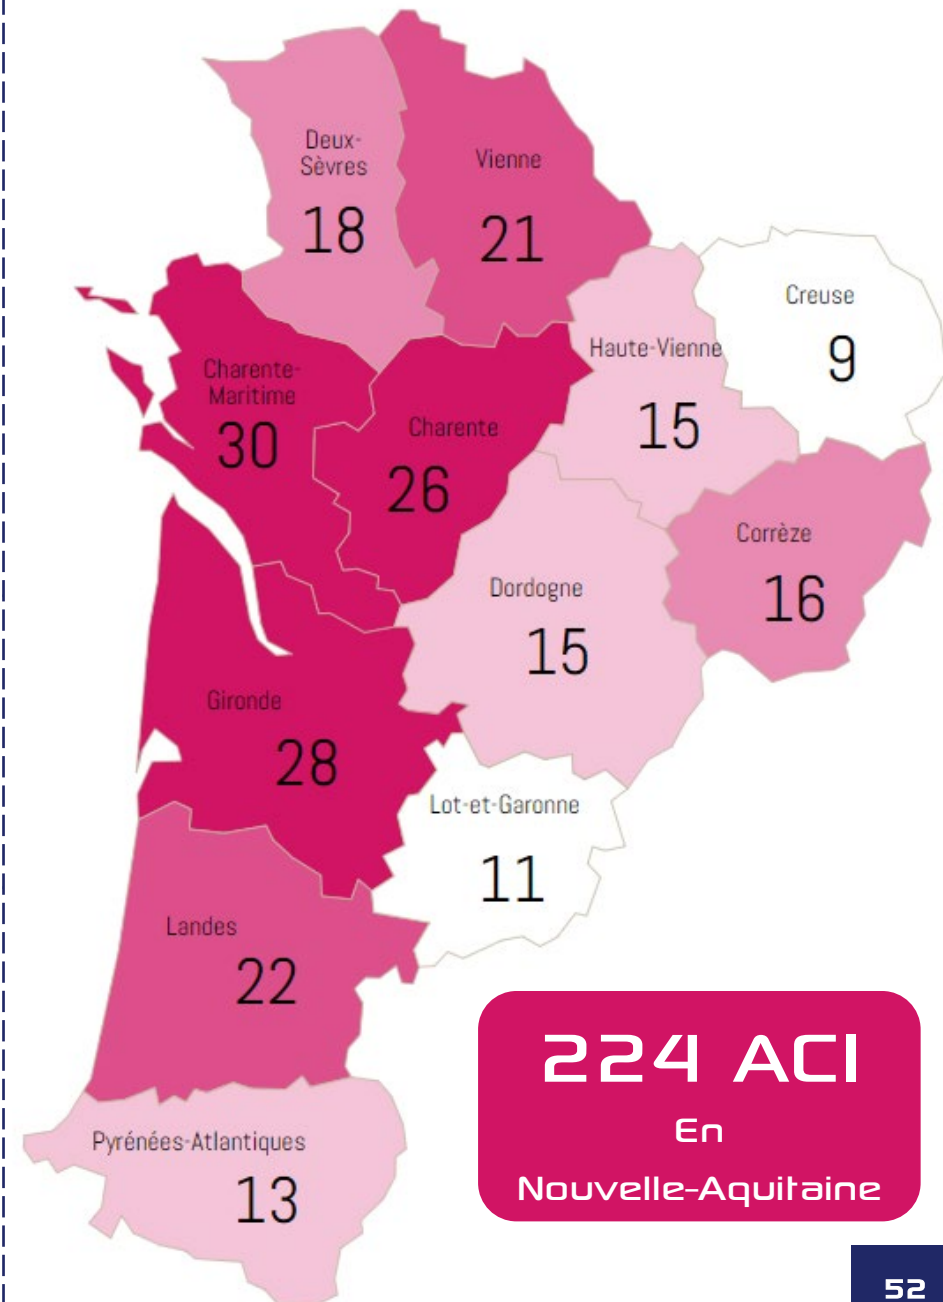 Deux-
Sèvres
18
Vienne
21
Creuse
9
Haute-Vienne
15
Charente-
Maritime
30
Charente
26
Corrèze
16
Dordogne
15
Gironde
28
Lot-et-Garonne
11
Landes
22
Pyrénées-Atlantiques
13
224 ACI
En
Nouvelle-Aquitaine
52